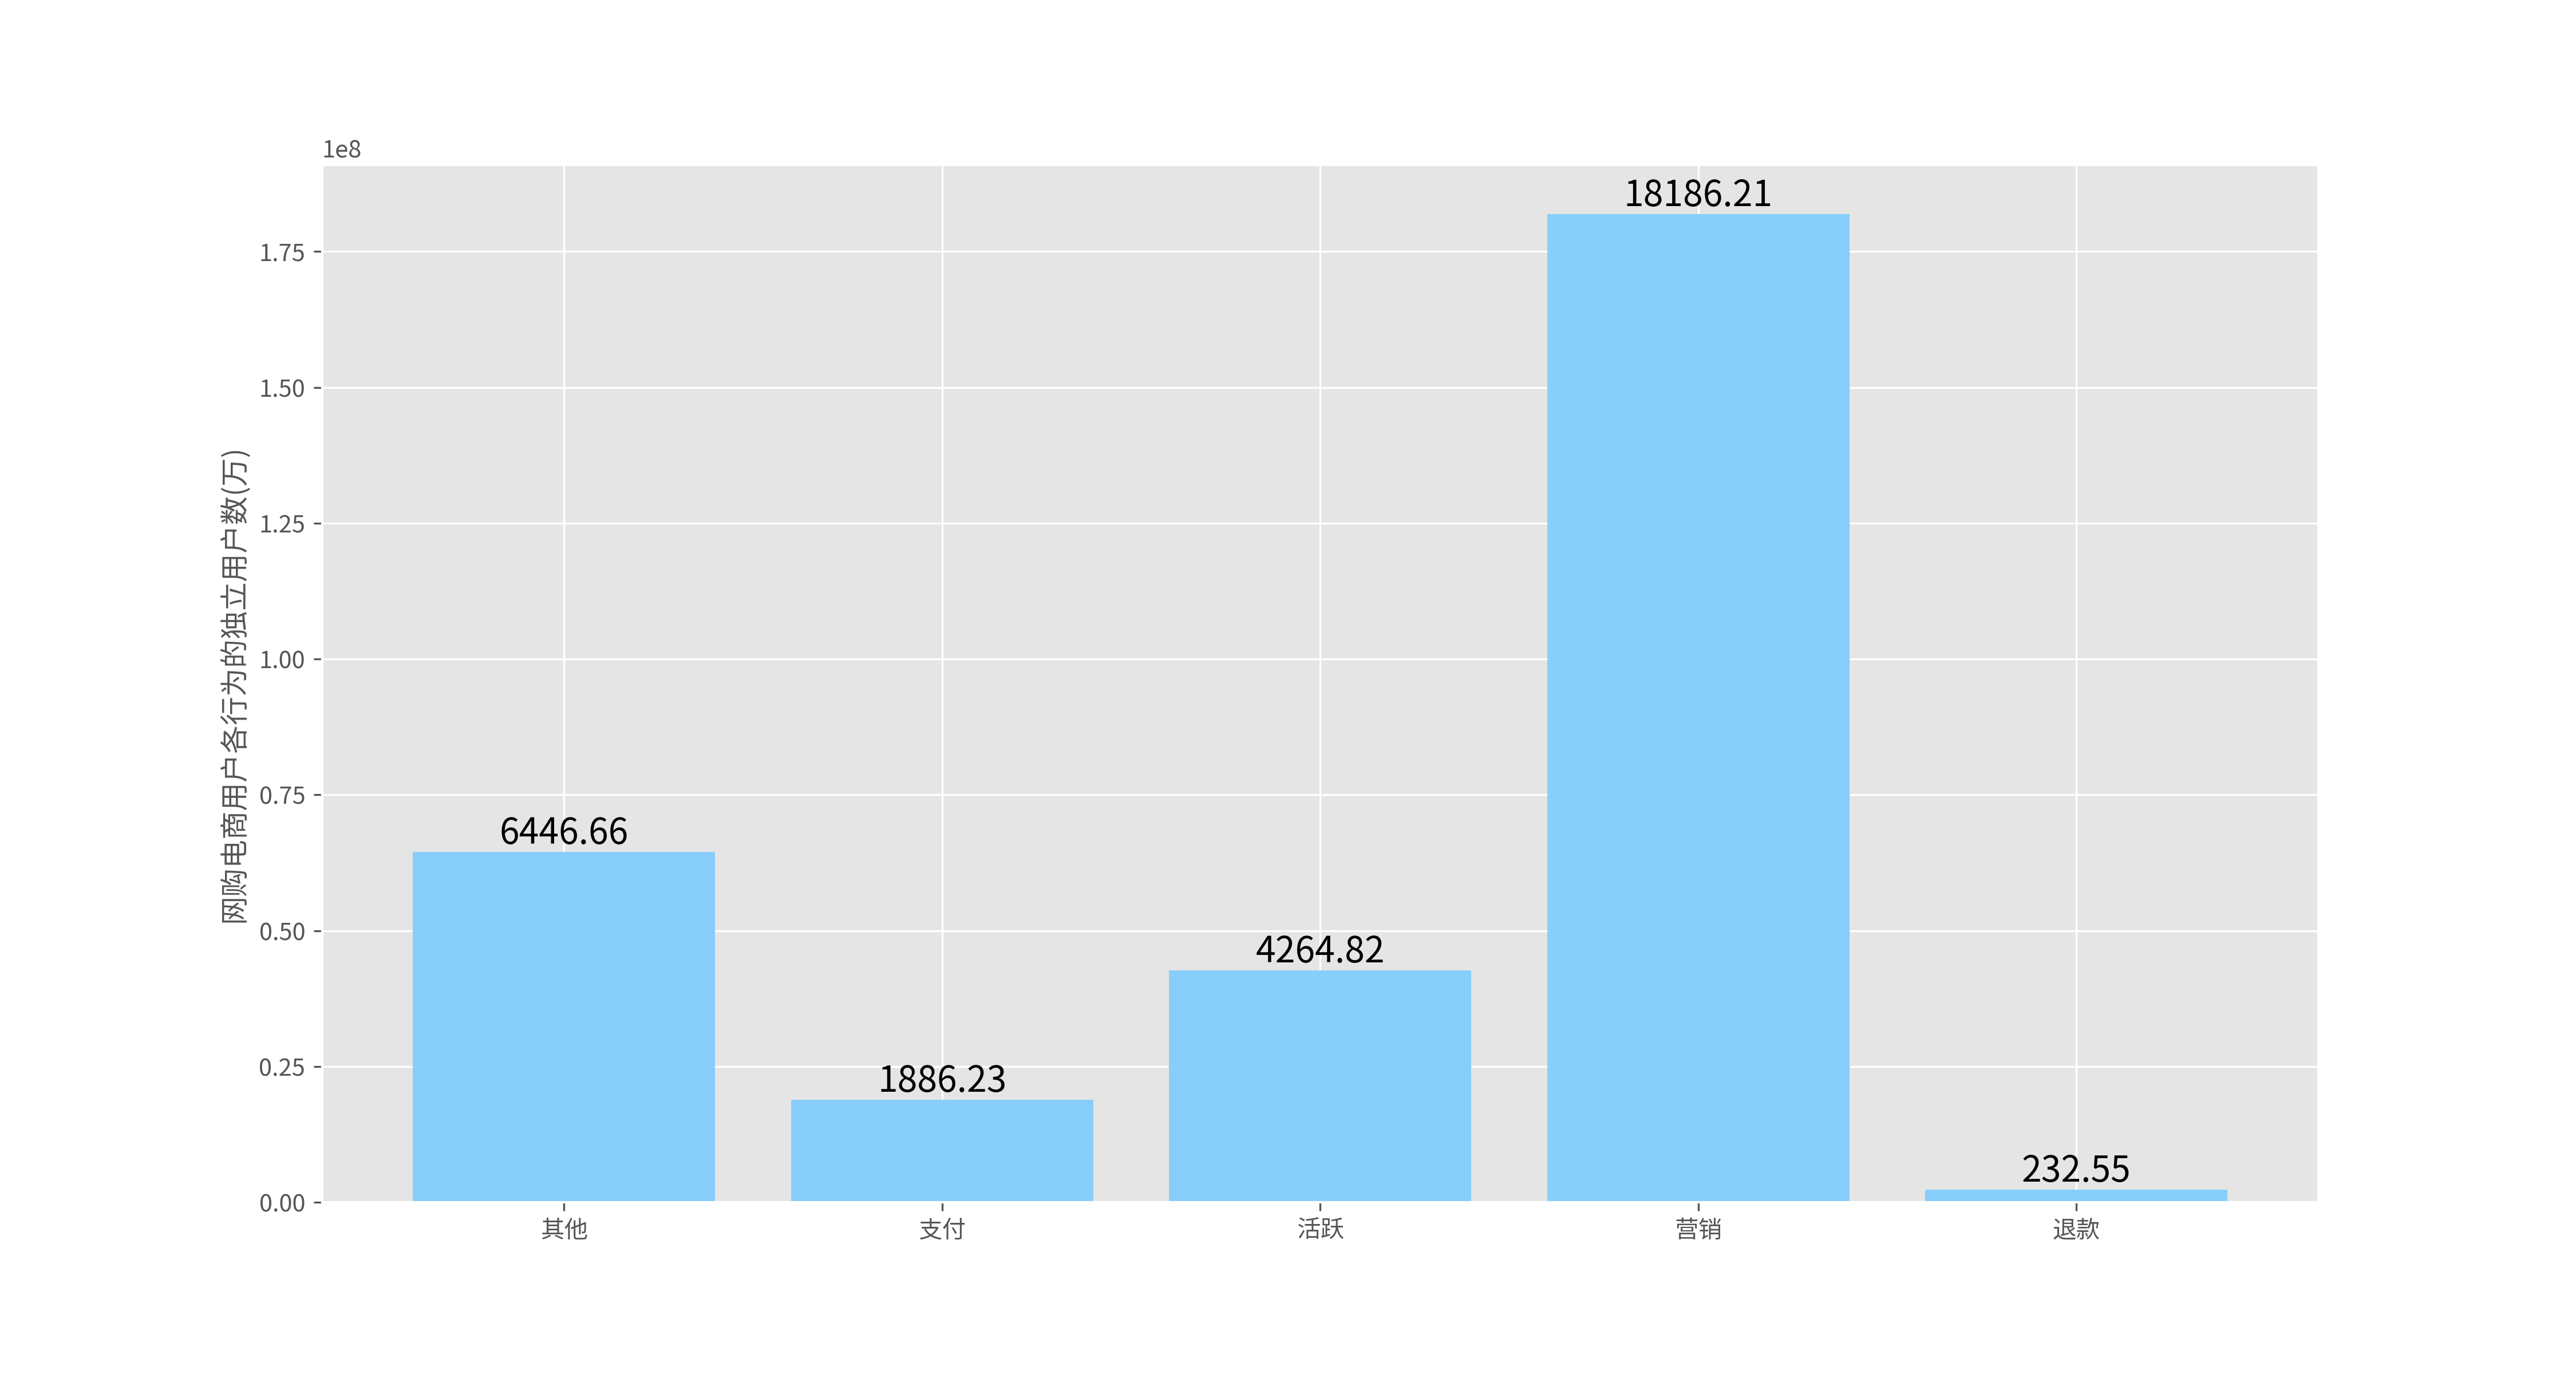 1e8
18186.21
1.75
1.50
1.25
1.00
0.75
0.50
0.25
0.00
网购电商用户各行为的独立用户数(万)
6446.66
1886.23
4264.82
232.55
其他
支付
活跃
营销
退款